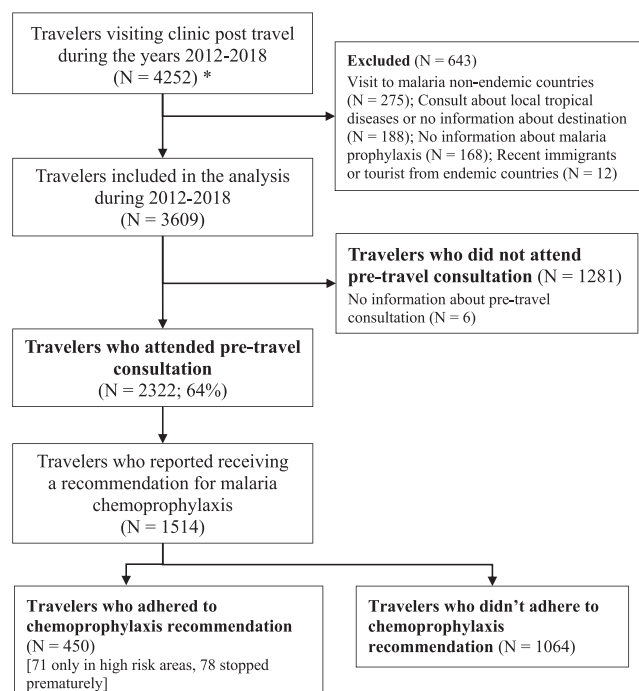 Travelers visiting clinic post travel
during the years 2012-2018
(N = 4252) *
Excluded (N = 643)
Visit to malaria non-endemic countries
(N = 275); Consult about local tropical
diseases or no information about destination
(N = 188); No information about malaria
prophylaxis (N = 168); Recent immigrants
or tourist from endemic countries (N = 12)
Travelers included in the analysis
during 2012-2018
(N = 3609)
Travelers who did not attend
pre-travel consultation (N = 1281)
No information about pre-travel
consultation (N = 6)
Travelers who attended pre-travel
consultation
(N = 2322; 64%)
Travelers who reported receiving
a recommendation for malaria
chemoprophylaxis
(N = 1514)
Travelers who adhered to
chemoprophylaxis recommendation
(N = 450)
[71 only in high risk areas, 78 stopped
prematurely]
Travelers who didn't adhere to
chemoprophylaxis
recommendation (N = 1064)